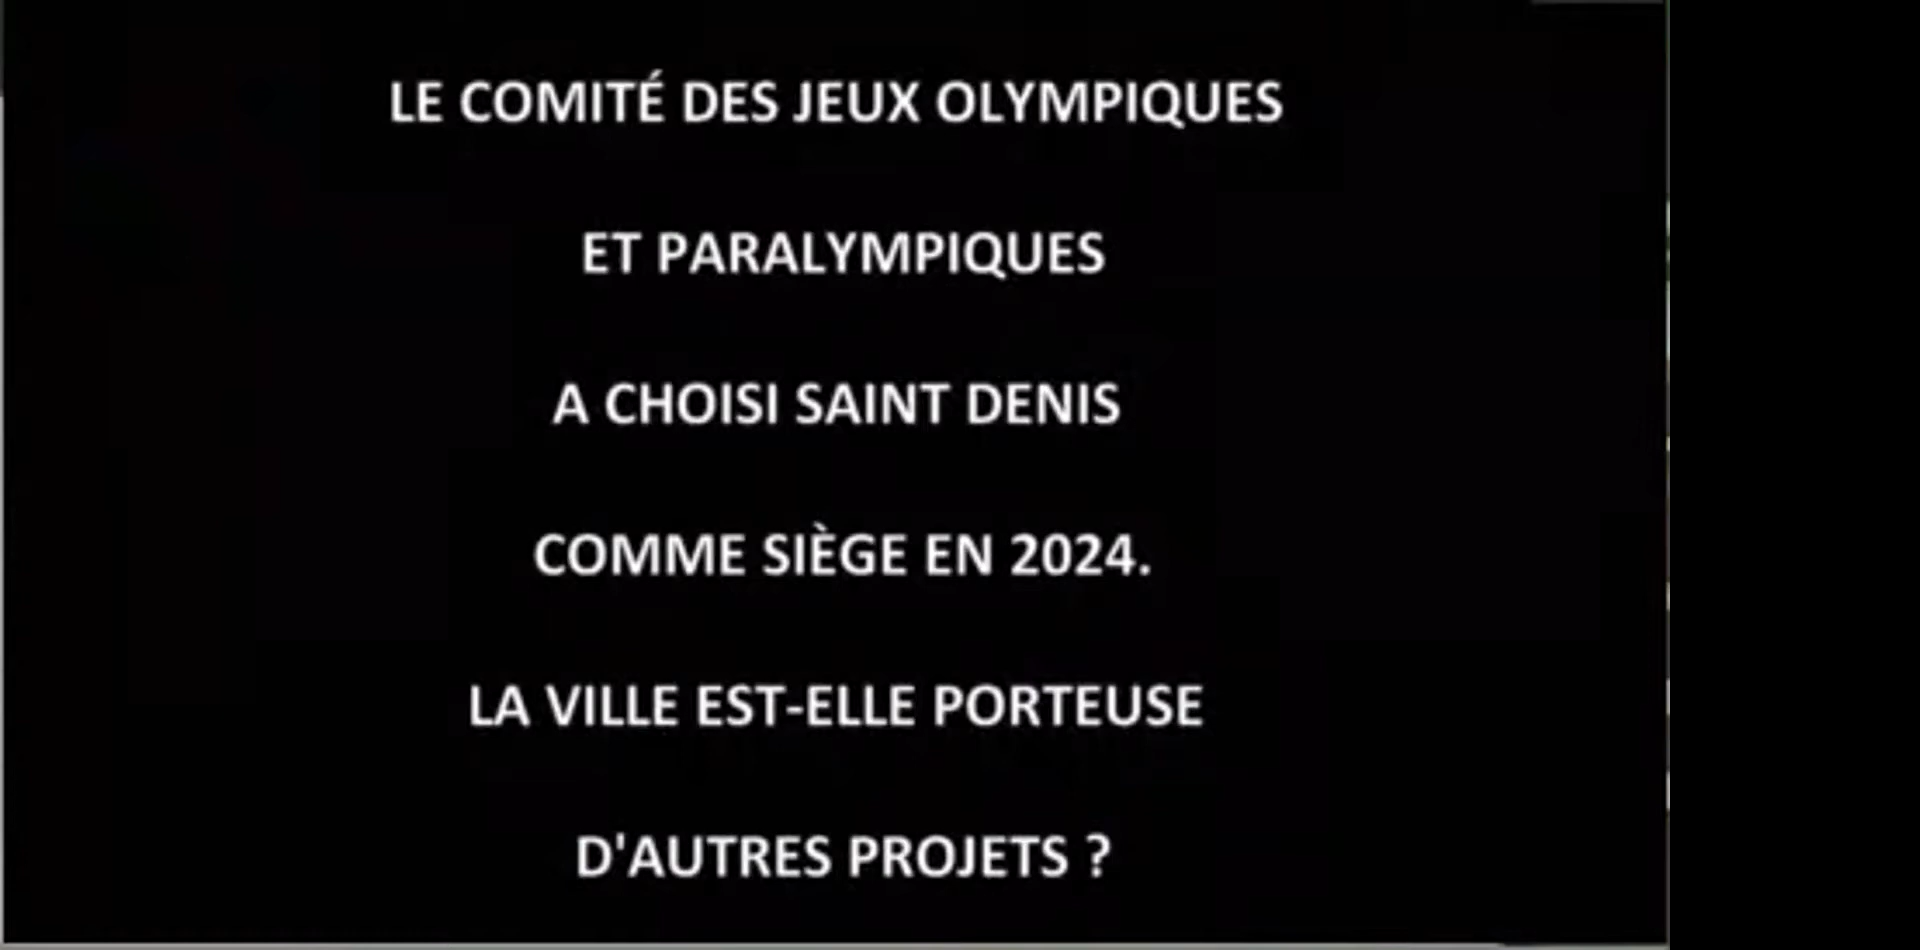 LE COMITÉ DES JEUX OLYMPIQUES
ET PARALYMPIQUES
A CHOISI SAINT DENIS
COMME SIÈGE EN 2024.
LA VILLE EST-ELLE PORTEUSE
D'AUTRES PROJETS ?